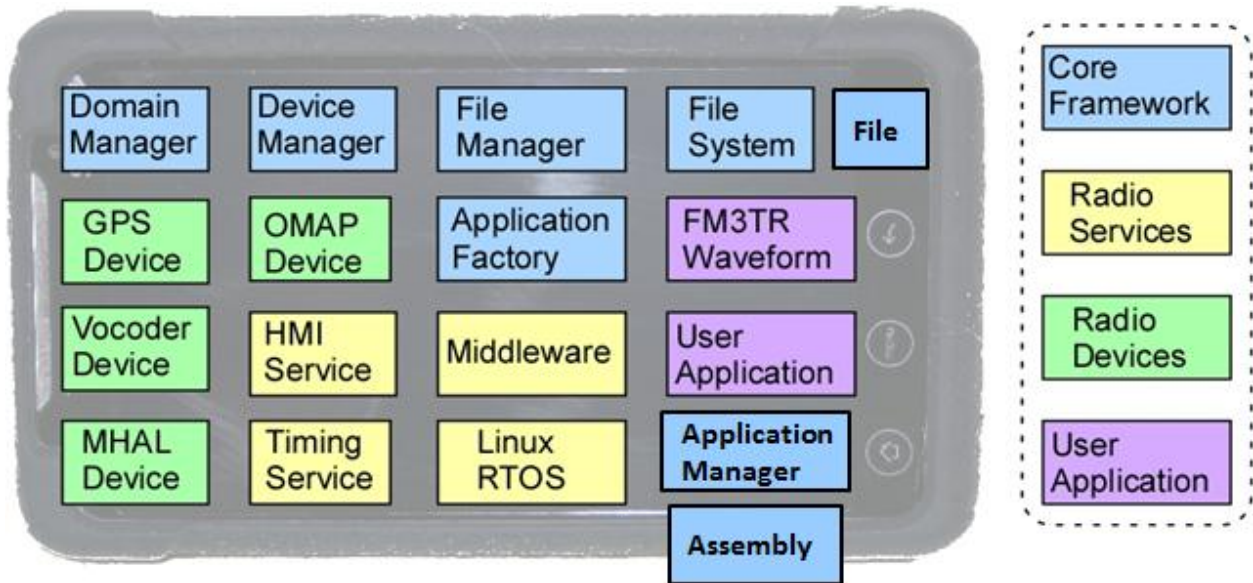 Domain
Manager
Device
Manager
File
Manager
File
System
File
GPS
Device
OMAP
Device
Application
Factory
FM3TR
Waveform
Vocoder
Device
HMI
Service
Middleware
User
Application
MHAL
Device
Timing
Service
Linux
RTOS
Application
Manager
Assembly
Core
Framework
Radio
Services
Radio
Devices
User
Application